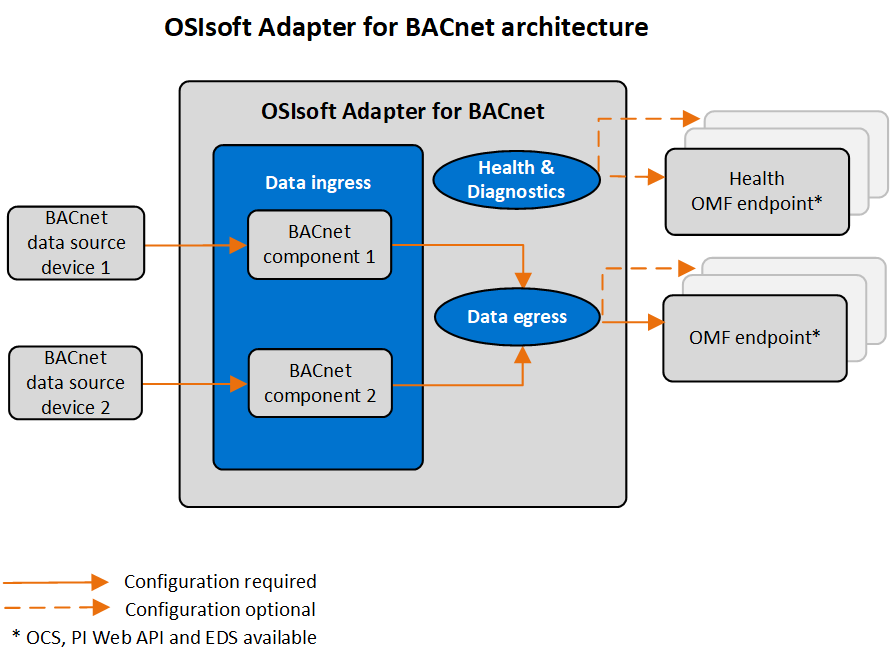 OSIsoft Adapter for BACnet architecture
OSIsoft Adapter for BACnet
Data ingress
Health &
Diagnostics
Health
OMF endpoint*
BACnet
data source
device 1
BACnet
component 1
Data egress
OMF endpoint*
BACnet
data source
device 2
BACnet
component 2
Configuration required
Configuration optional
* OCS, PI Web API and EDS available